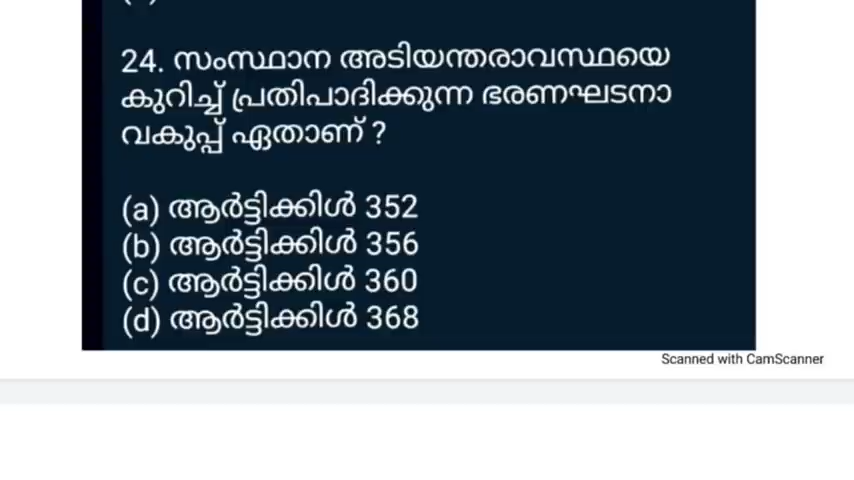 24. സംസ്ഥാന അടിയന്തരാവസ്ഥയെ
കുറിച്ച് പ്രതിപാദിക്കുന്ന ഭരണഘടനാ
വകുപ്പ് ഏതാണ് ?
(a) ആർട്ടിക്കിൾ 352
(b) ആർട്ടിക്കിൾ 356
(c) ആർട്ടിക്കിൾ 360
(d) ആർട്ടിക്കിൾ 368
Scanned with CamScanner